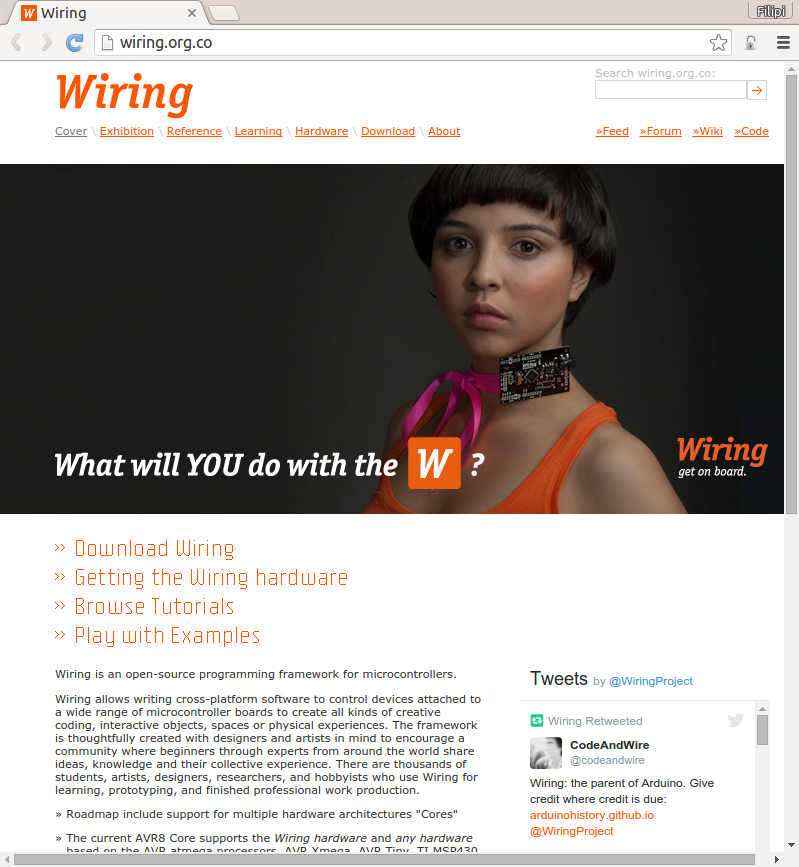 Wiring
Filipi
wiring.org.co
Wiring
Search wiring.org.co:
Cover \ Exhibition \ Reference \ Learning \ Hardware \ Download \ About
»Feed »Forum »Wiki »Code
What will YOU do with the W ?
Wiring
get on board.
›› Download Wiring
›› Getting the Wiring hardware
›› Browse Tutorials
›› Play with Examples
Wiring is an open-source programming framework for microcontrollers.
Wiring allows writing cross-platform software to control devices attached to
a wide range of microcontroller boards to create all kinds of creative
coding, interactive objects, spaces or physical experiences. The framework
is thoughtfully created with designers and artists in mind to encourage a
community where beginners through experts from around the world share
ideas, knowledge and their collective experience. There are thousands of
students, artists, designers, researchers, and hobbyists who use Wiring for
learning, prototyping, and finished professional work production.
» Roadmap include support for multiple hardware architectures "Cores"
» The current AVR8 Core supports the Wiring hardware and any hardware
based on the AVR atmega processors, AVR Xmega, AVR Tiny, TI MSP430,
Tweets by @WiringProject
Wiring Retweeted
CodeAndWire
@codeandwire
Wiring: the parent of Arduino. Give
credit where credit is due:
arduinohistory.github.io
@WiringProject